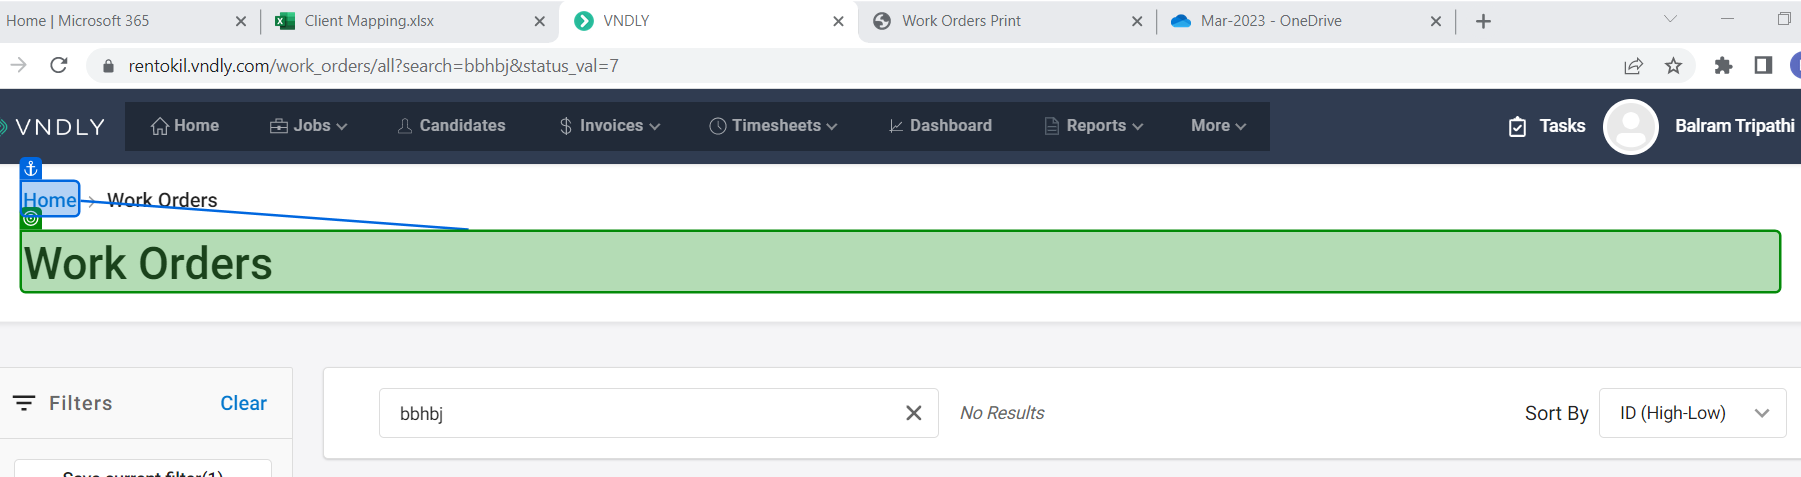 Home | Microsoft 365 Client Mapping.xlsx VNDLY Work Orders Print Mar-2023 - OneDrive
rentokil.vndly.com/work_orders/all?search=bbhbj&status_val=7
VNDLY Home Jobs Candidates $ Invoices Timesheets Dashboard Reports More Tasks Balram Tripathi
Home > Work Orders
Work Orders
Filters Clear
bbhbj No Results Sort By ID (High-Low)
Save current filter(1)